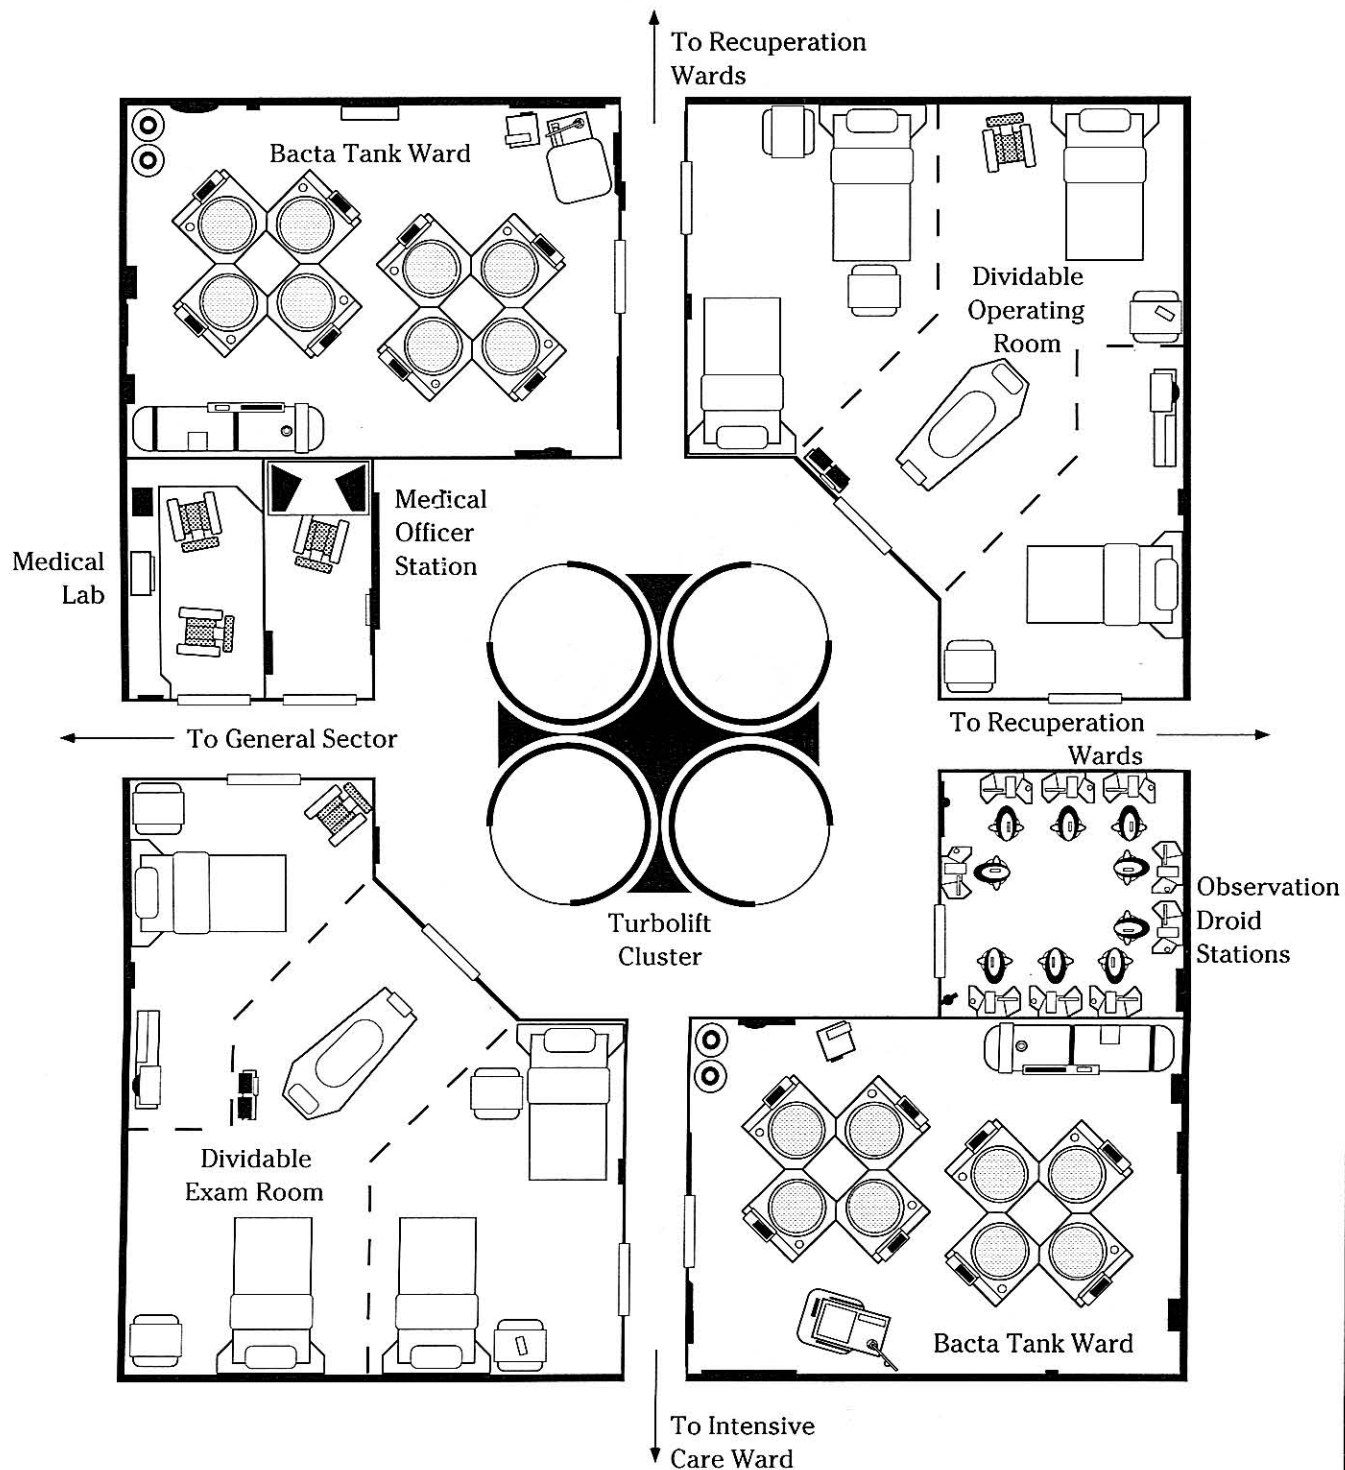 To Recuperation
Wards
Bacta Tank Ward
Dividable
Operating
Room
Medical
Officer
Station
Medical
Lab
To General Sector
To Recuperation
Wards
Observation
Droid
Stations
Turbolift
Cluster
Dividable
Exam Room
Bacta Tank Ward
To Intensive
Care Ward